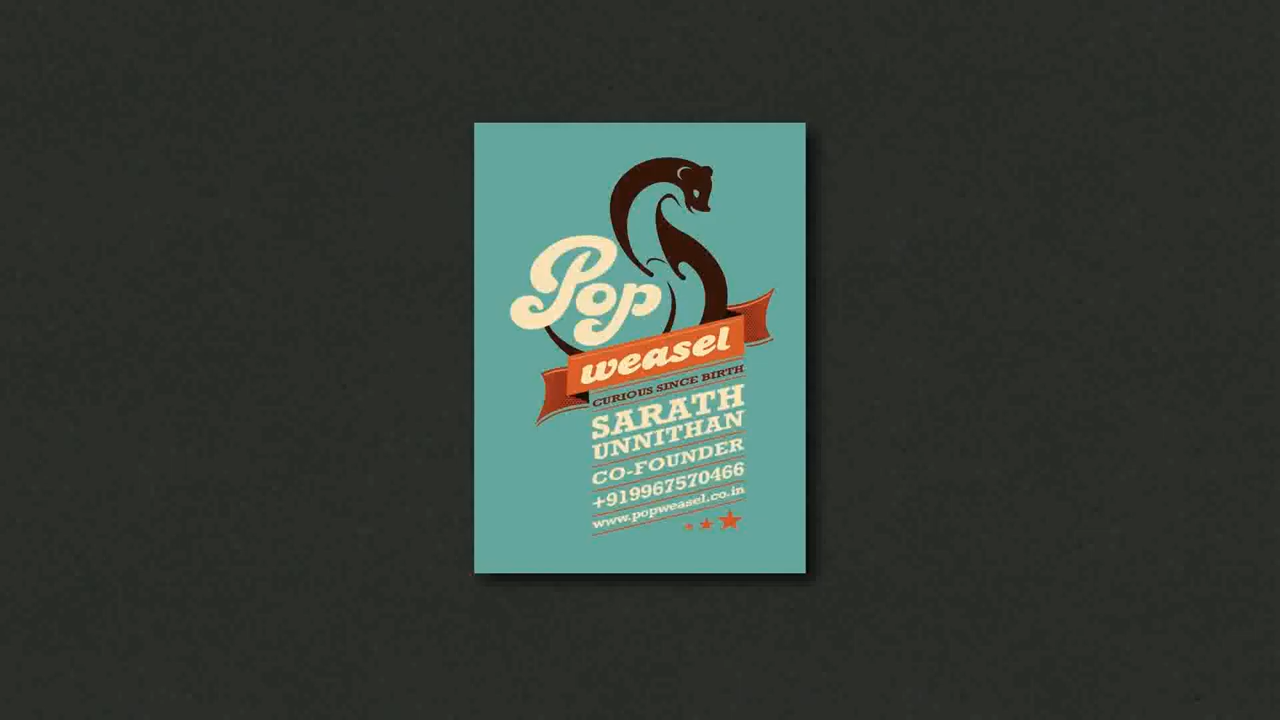 Pop
weasel
CURIOUS SINCE BIRTH
SARATH
UNNITHAN
CO-FOUNDER
+919967570466
www.popweasel.co.in